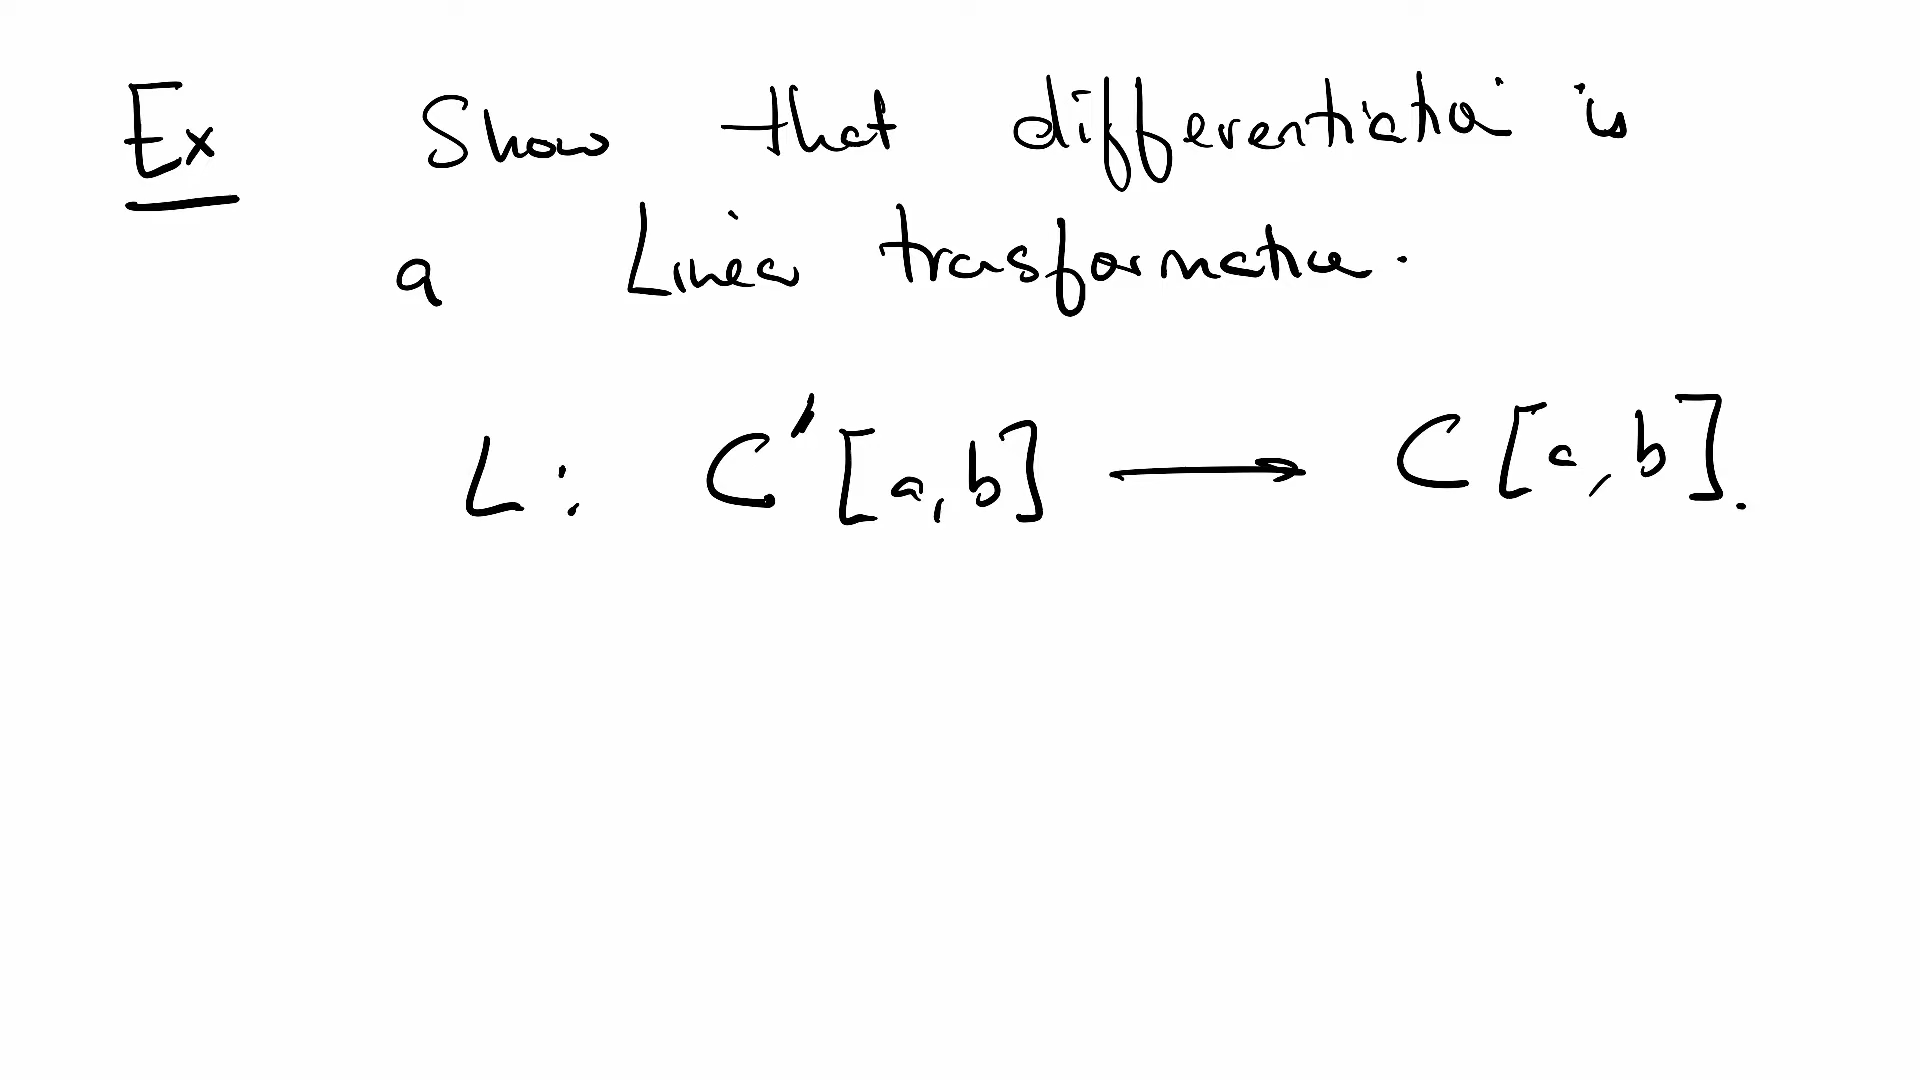 Ex Show that differentiation is
a Linear transformation.
L: C'[a,b] ⟶ C[a,b].